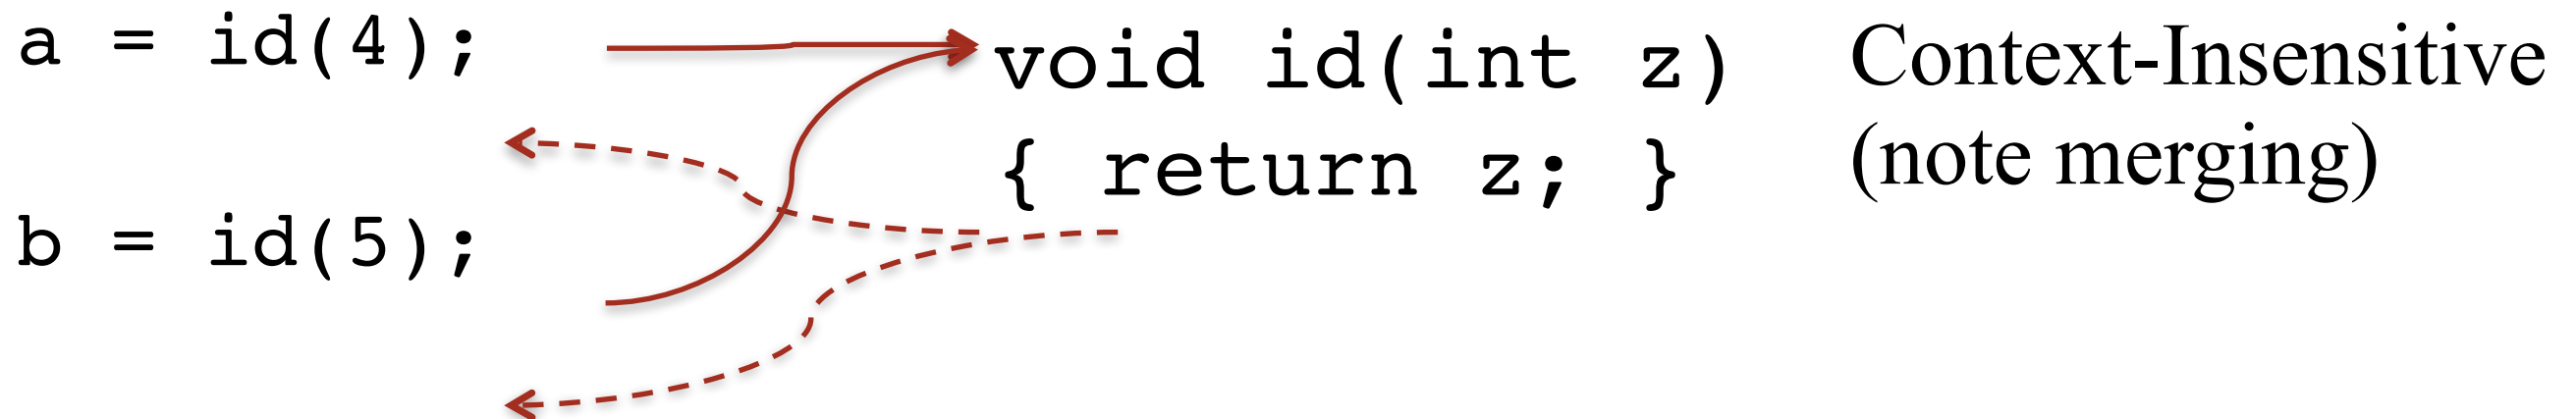 a = id(4);
b = id(5);
void id(int z)
{ return z; }
Context-Insensitive
(note merging)